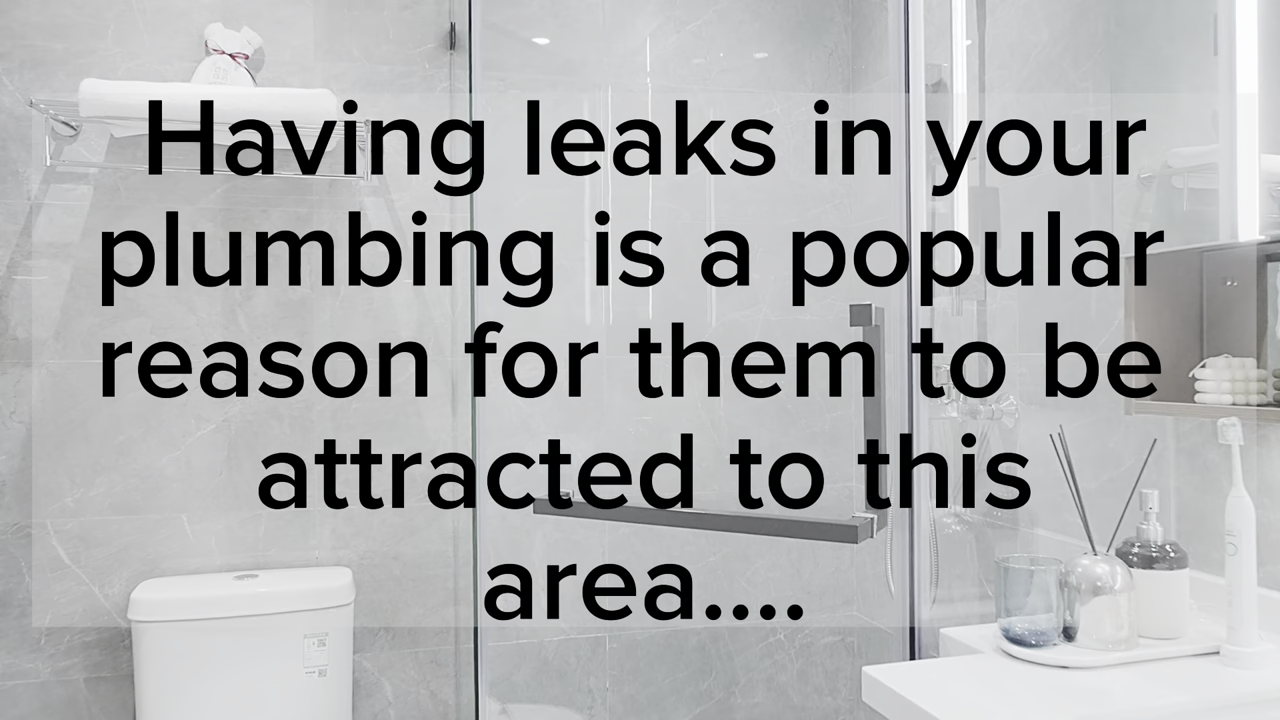 Having leaks in your
plumbing is a popular
reason for them to be
attracted to this
area....